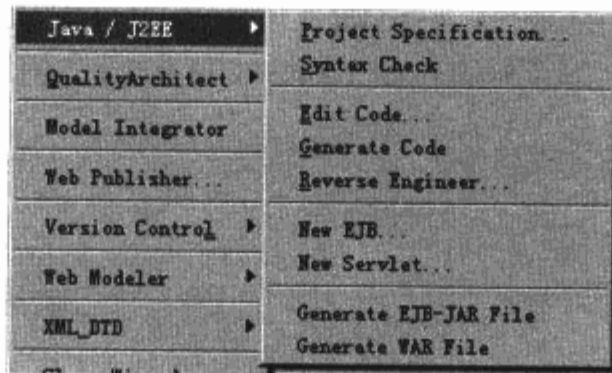 Java / J2EE
QualityArchitect
Model Integrator
Web Publisher...
Version Control
Web Modeler
XML_DTD
Project Specification...
Syntax Check
Edit Code...
Generate Code
Reverse Engineer...
New EJB...
New Servlet...
Generate EJB-JAR File
Generate WAR File